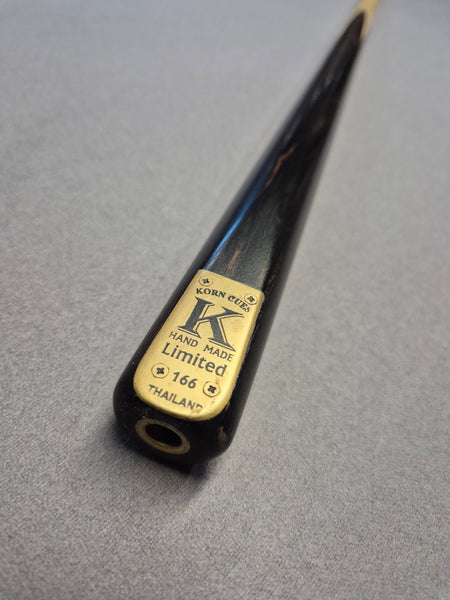 KORN CUES
K
HAND MADE
Limited
166
THAILAND